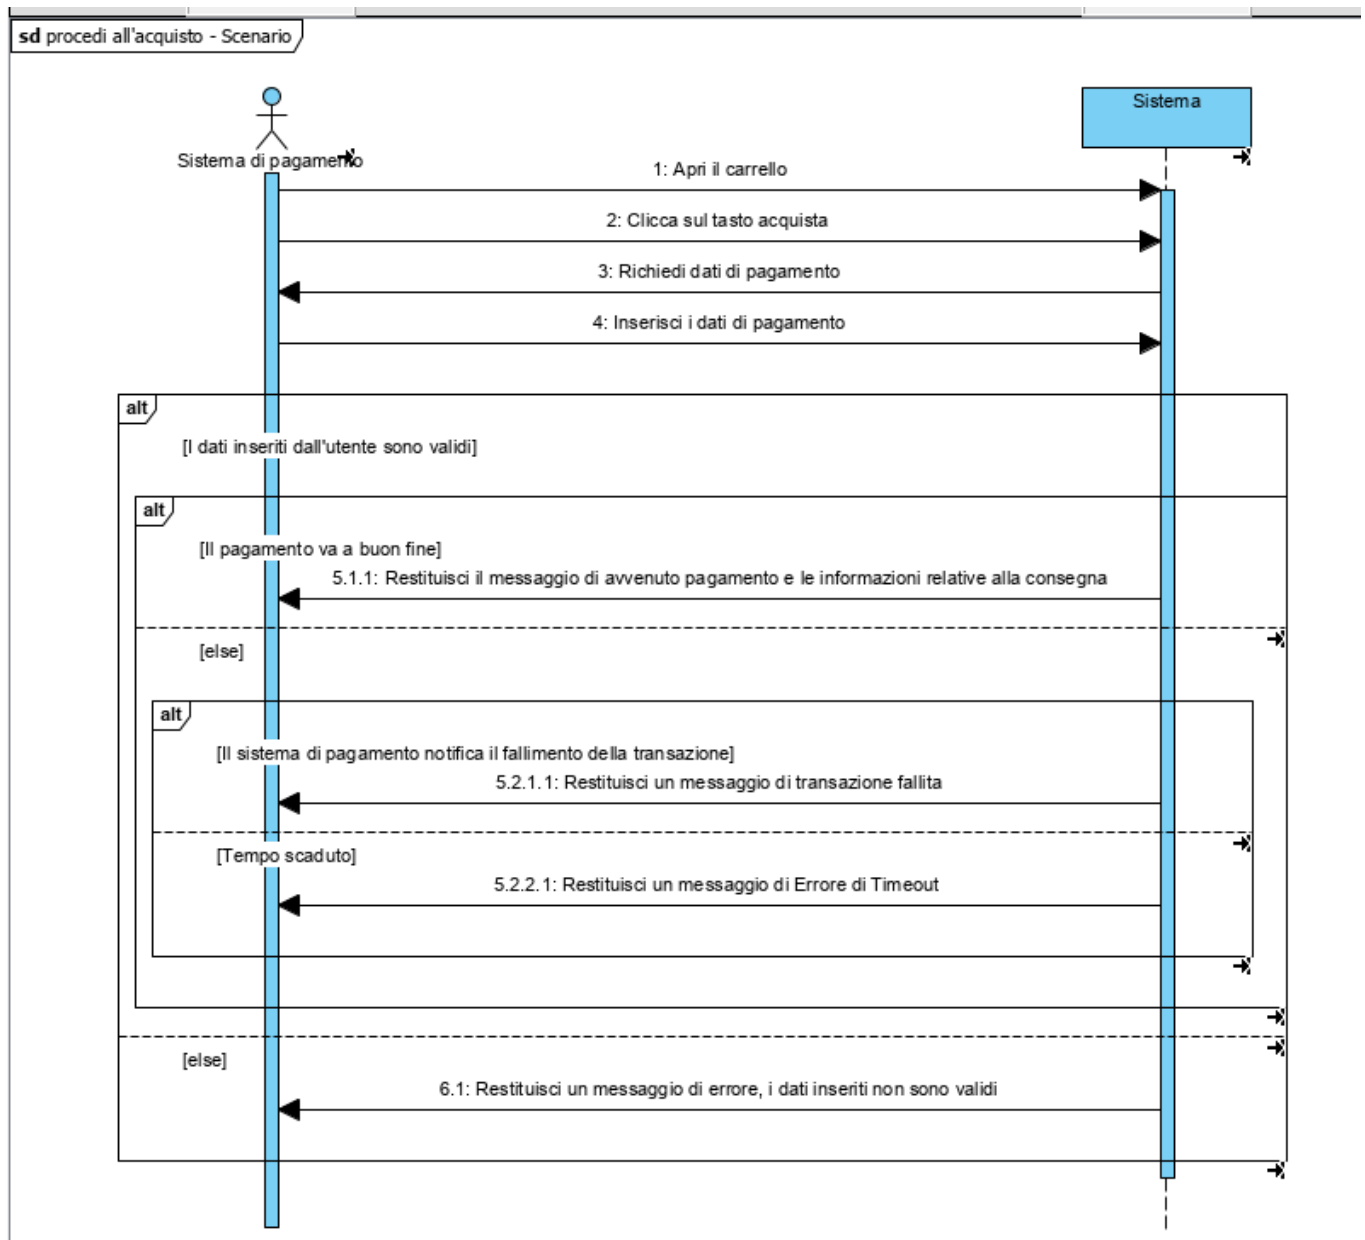 sd procedi all'acquisto - Scenario
Sistema
Sistema di pagamento
1: Apri il carrello
2: Clicca sul tasto acquista
3: Richiedi dati di pagamento
4: Inserisci i dati di pagamento
alt
[I dati inseriti dall'utente sono validi]
alt
[Il pagamento va a buon fine]
5.1.1: Restituisci il messaggio di avvenuto pagamento e le informazioni relative alla consegna
[else]
alt
[Il sistema di pagamento notifica il fallimento della transazione]
5.2.1.1: Restituisci un messaggio di transazione fallita
[Tempo scaduto]
5.2.2.1: Restituisci un messaggio di Errore di Timeout
[else]
6.1: Restituisci un messaggio di errore, i dati inseriti non sono validi